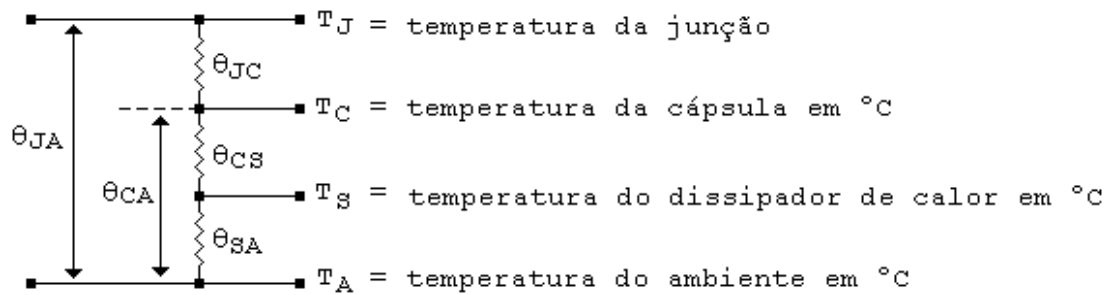 T_J = temperatura da junção
θ_JC
T_C = temperatura da cápsula em °C
θ_JA
θ_CS
θ_CA
T_S = temperatura do dissipador de calor em °C
θ_SA
T_A = temperatura do ambiente em °C